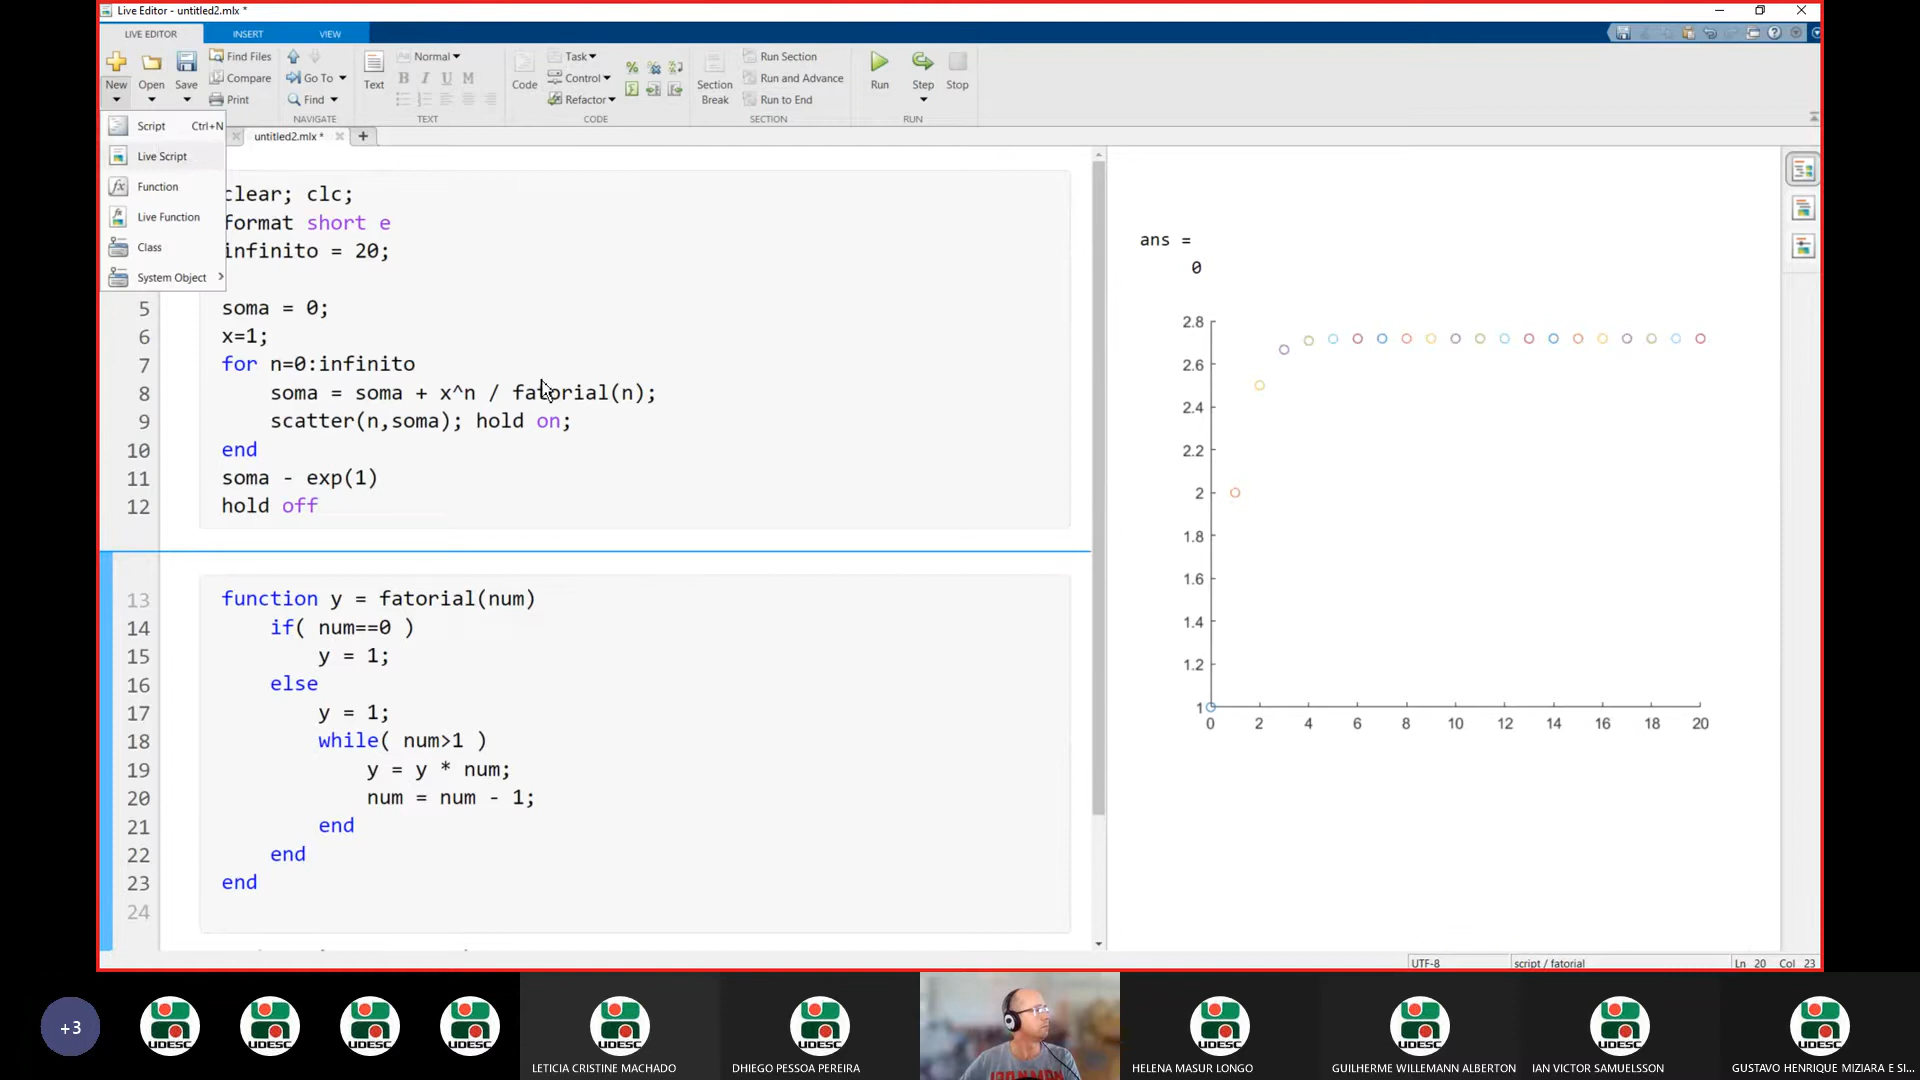 Live Editor - untitled2.mlx *
LIVE EDITOR
INSERT
VIEW
New
Open
Save
Find Files
Compare
Print
Go To
Find
NAVIGATE
Text
Normal
B I U M
TEXT
Code
Task
Control
Refactor
CODE
Section
Break
Run Section
Run and Advance
Run to End
SECTION
Run
Step
Stop
RUN
Script Ctrl+N
Live Script
Function
Live Function
Class
System Object
untitled2.mlx *
clear; clc;
format short e
infinito = 20;
5 soma = 0;
6 x=1;
7 for n=0:infinito
8 soma = soma + x^n / fatorial(n);
9 scatter(n,soma); hold on;
10 end
11 soma - exp(1)
12 hold off
13 function y = fatorial(num)
14 if( num==0 )
15 y = 1;
16 else
17 y = 1;
18 while( num>1 )
19 y = y * num;
20 num = num - 1;
21 end
22 end
23 end
24
ans =
0
2.8
2.6
2.4
2.2
2
1.8
1.6
1.4
1.2
1
0 2 4 6 8 10 12 14 16 18 20
UTF-8
script / fatorial
Ln 20 Col 23
+3
UDESC
UDESC
UDESC
UDESC
UDESC
UDESC
UDESC
UDESC
UDESC
UDESC
LETICIA CRISTINE MACHADO
DHIEGO PESSOA PEREIRA
HELENA MASUR LONGO
GUILHERME WILLEMANN ALBERTON
IAN VICTOR SAMUELSSON
GUSTAVO HENRIQUE MIZIARA E SI...